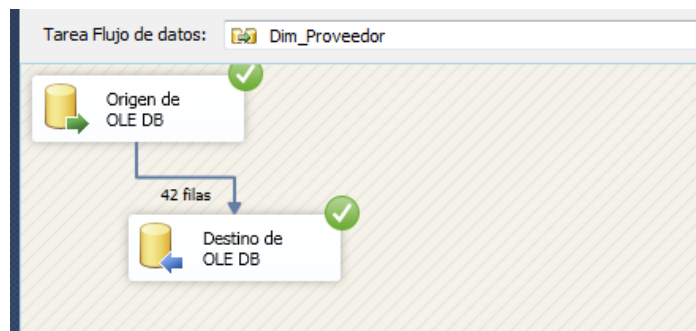 Tarea Flujo de datos: Dim_Proveedor
Origen de
OLE DB
42 filas
Destino de
OLE DB